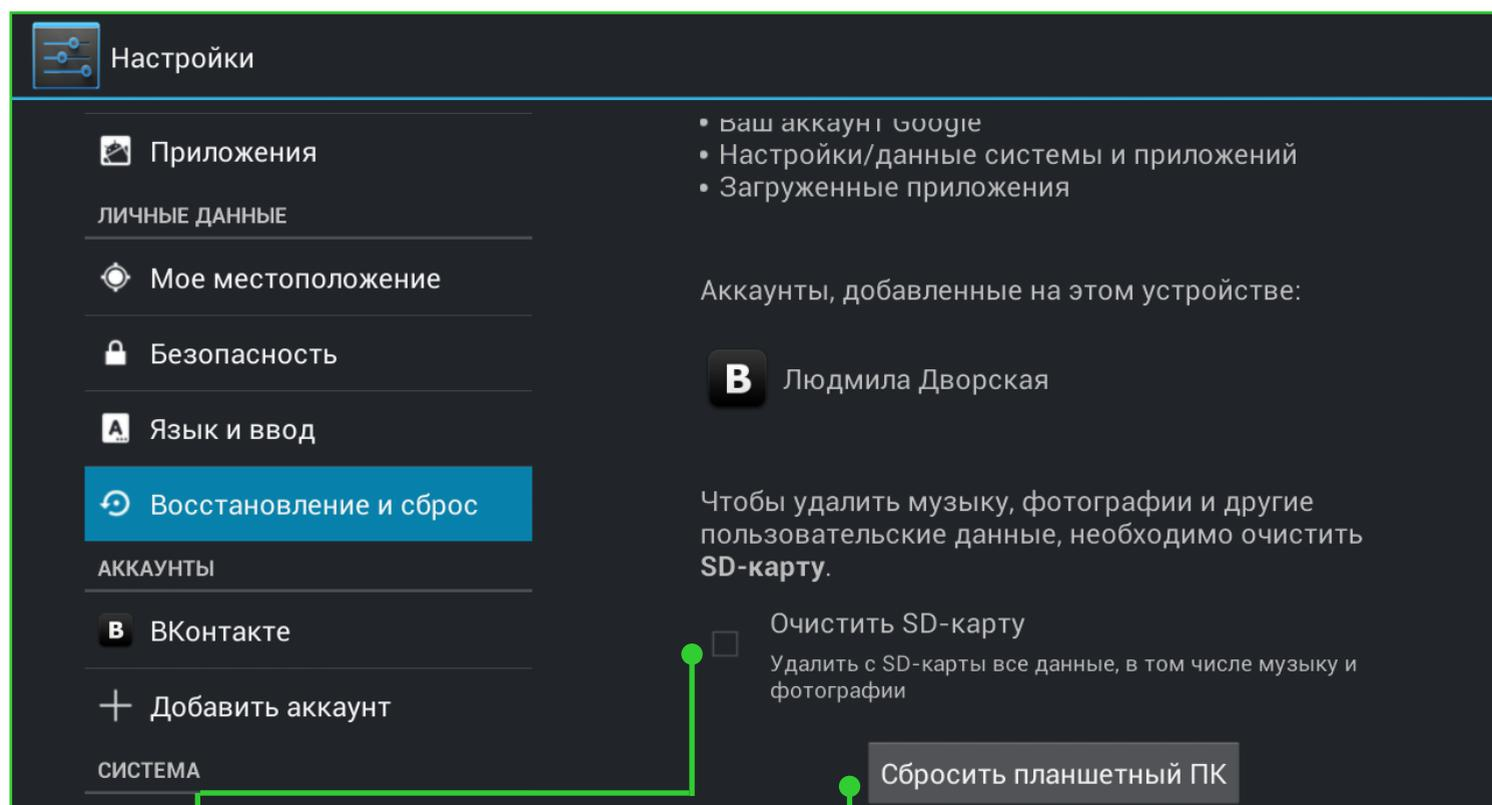 Настройки
Приложения
ЛИЧНЫЕ ДАННЫЕ
Мое местоположение
Безопасность
Язык и ввод
Восстановление и сброс
АККАУНТЫ
ВКонтакте
Добавить аккаунт
СИСТЕМА
• Ваш аккаунт Google
• Настройки/данные системы и приложений
• Загруженные приложения
Аккаунты, добавленные на этом устройстве:
В Людмила Дворская
Чтобы удалить музыку, фотографии и другие
пользовательские данные, необходимо очистить
SD-карту.
Очистить SD-карту
Удалить с SD-карты все данные, в том числе музыку и
фотографии
Сбросить планшетный ПК